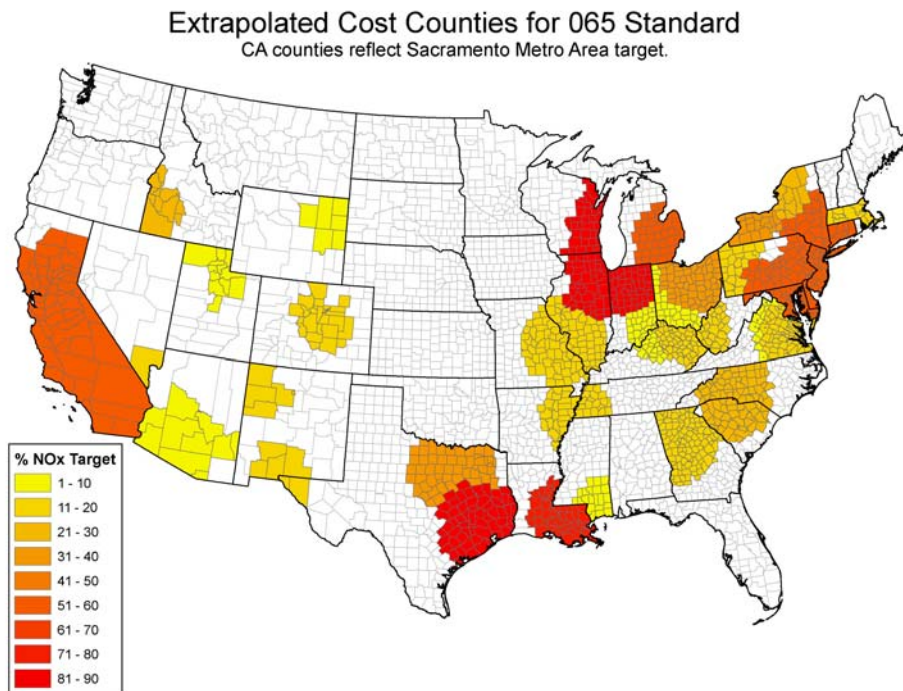 Extrapolated Cost Counties for 065 Standard
CA counties reflect Sacramento Metro Area target.
% NOx Target
1 - 10
11 - 20
21 - 30
31 - 40
41 - 50
51 - 60
61 - 70
71 - 80
81 - 90